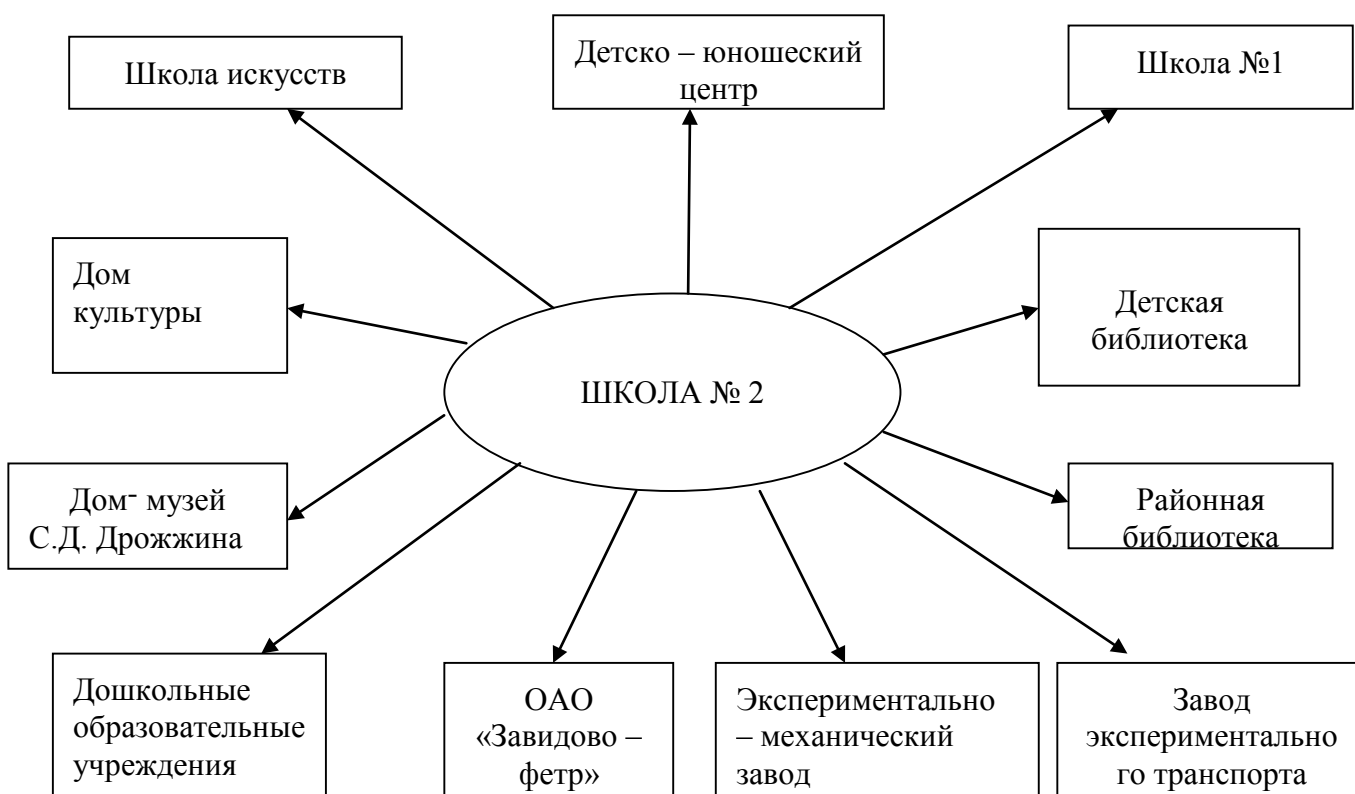 Школа искусств
Детско – юношеский
центр
Школа №1
Дом
культуры
Детская
библиотека
ШКОЛА № 2
Дом- музей
С.Д. Дрожжина
Районная
библиотека
Дошкольные
образовательные
учреждения
ОАО
«Завидово –
фетр»
Экспериментально
– механический
завод
Завод
экспериментально
го транспорта